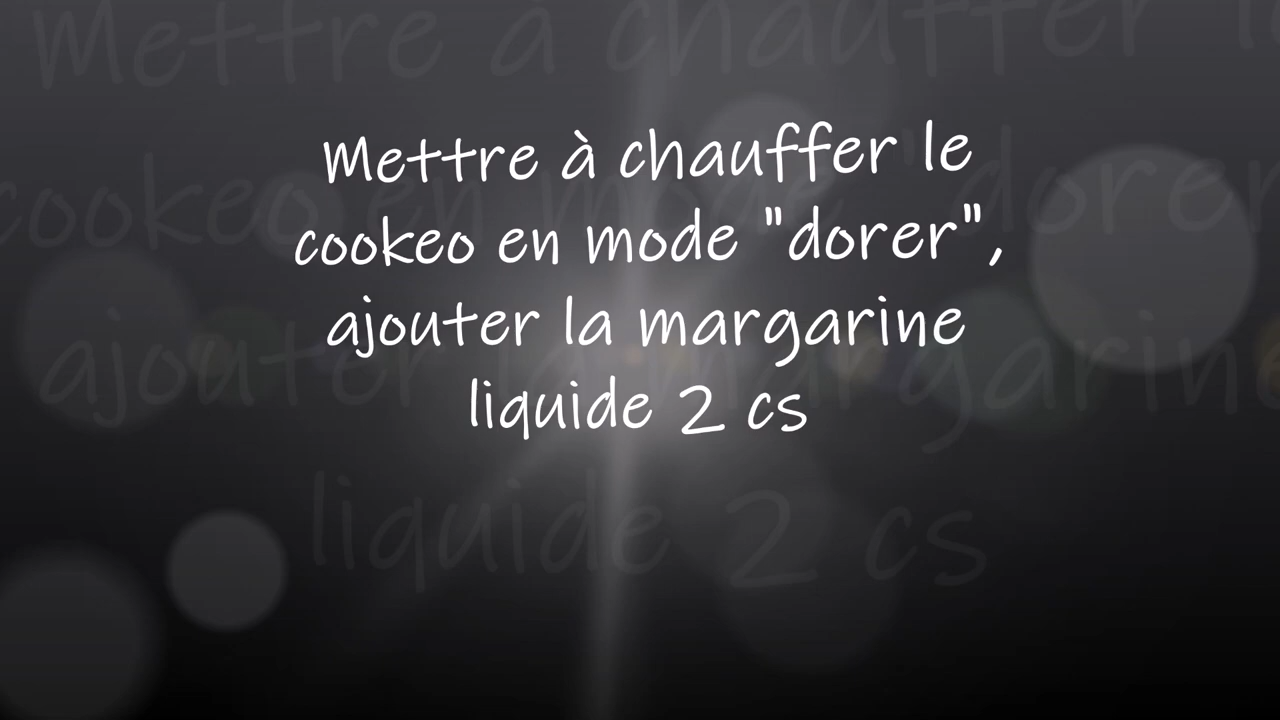 Mettre à chauffer le
cookeo en mode "dorer",
ajouter la margarine
liquide 2 cs